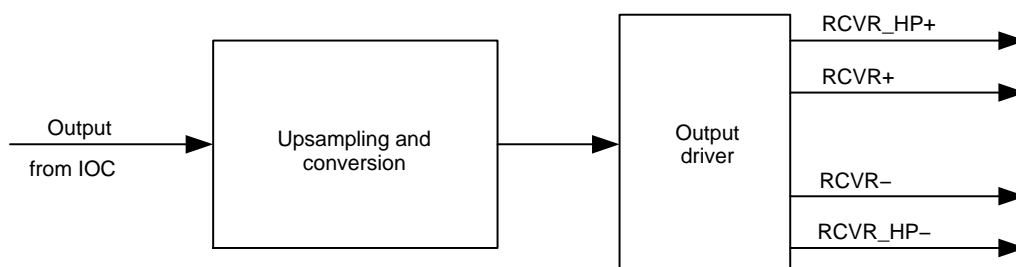 Output
from IOC
Upsampling and
conversion
Output
driver
RCVR_HP+
RCVR+
RCVR−
RCVR_HP−